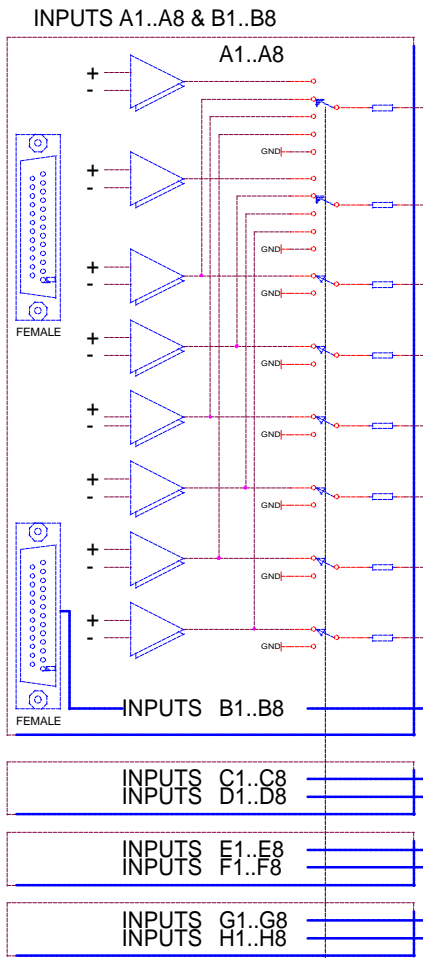 INPUTS A1..A8 & B1..B8
A1..A8
+
-
GND
+
-
GND
+
-
GND
FEMALE
+
-
GND
+
-
GND
+
-
GND
+
-
GND
+
-
GND
INPUTS B1..B8
FEMALE
INPUTS C1..C8
INPUTS D1..D8
INPUTS E1..E8
INPUTS F1..F8
INPUTS G1..G8
INPUTS H1..H8